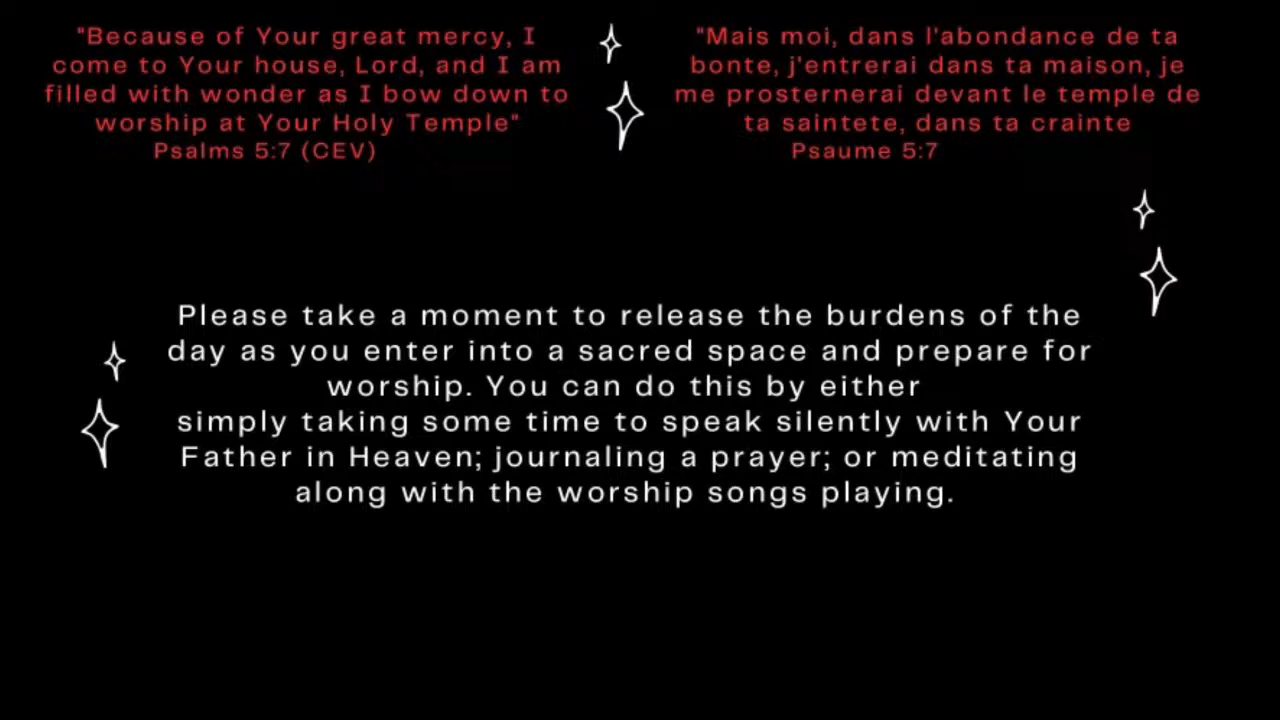 "Because of Your great mercy, I
come to Your house, Lord, and I am
filled with wonder as I bow down to
worship at Your Holy Temple"
Psalms 5:7 (CEV)
"Mais moi, dans l'abondance de ta
bonte, j'entrerai dans ta maison, je
me prosternerai devant le temple de
ta saintete, dans ta crainte
Psaume 5:7
Please take a moment to release the burdens of the
day as you enter into a sacred space and prepare for
worship. You can do this by either
simply taking some time to speak silently with Your
Father in Heaven; journaling a prayer; or meditating
along with the worship songs playing.